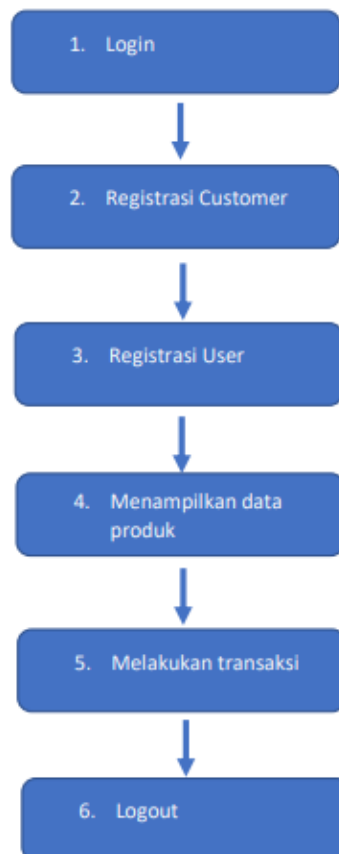 1. Login
2. Registrasi Customer
3. Registrasi User
4. Menampilkan data
produk
5. Melakukan transaksi
6. Logout